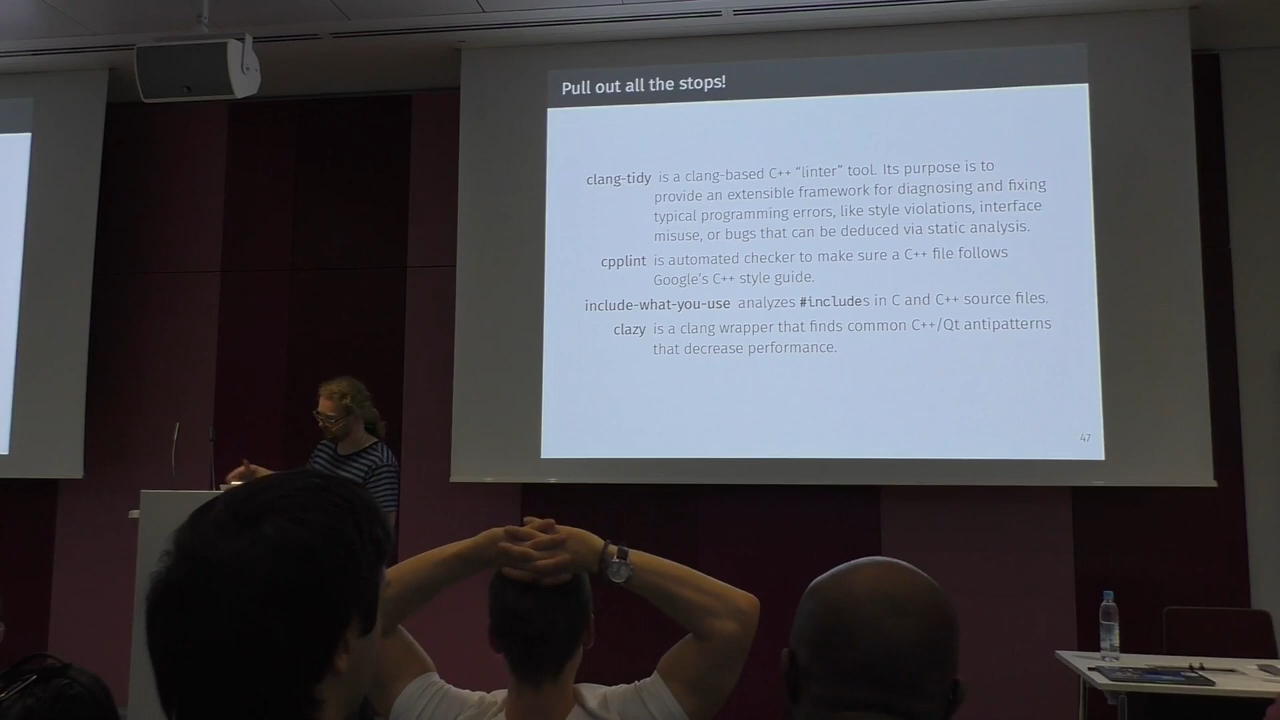 Pull out all the stops!
clang-tidy is a clang-based C++ “linter” tool. Its purpose is to
provide an extensible framework for diagnosing and fixing
typical programming errors, like style violations, interface
misuse, or bugs that can be deduced via static analysis.
cpplint is automated checker to make sure a C++ file follows
Google's C++ style guide.
include-what-you-use analyzes #includes in C and C++ source files.
clazy is a clang wrapper that finds common C++/Qt antipatterns
that decrease performance.
47